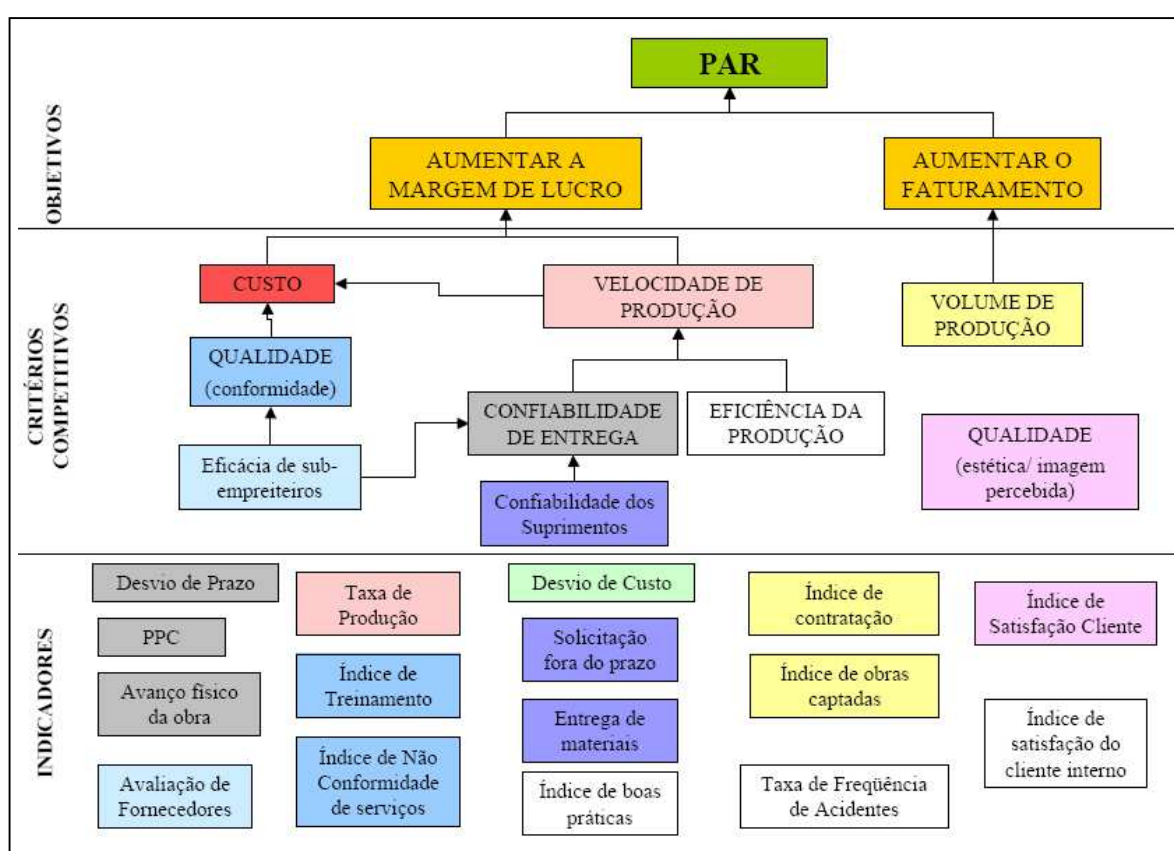 PAR
OBJETIVOS
AUMENTAR A
MARGEM DE LUCRO
AUMENTAR O
FATURAMENTO
CRITÉRIOS
COMPETITIVOS
CUSTO
VELOCIDADE DE
PRODUÇÃO
VOLUME DE
PRODUÇÃO
QUALIDADE
(conformidade)
CONFIABILIDADE
DE ENTREGA
EFICIÊNCIA DA
PRODUÇÃO
QUALIDADE
(estética/ imagem
percebida)
Eficácia de sub-
empreiteiros
Confiabilidade dos
Suprimentos
INDICADORES
Desvio de Prazo
PPC
Avanço físico
da obra
Avaliação de
Fornecedores
Taxa de
Produção
Índice de
Treinamento
Índice de Não
Conformidade
de serviços
Desvio de Custo
Solicitação
fora do prazo
Entrega de
materiais
Índice de boas
práticas
Índice de
contratação
Índice de obras
captadas
Taxa de Freqüência
de Acidentes
Índice de
Satisfação Cliente
Índice de
satisfação do
cliente interno